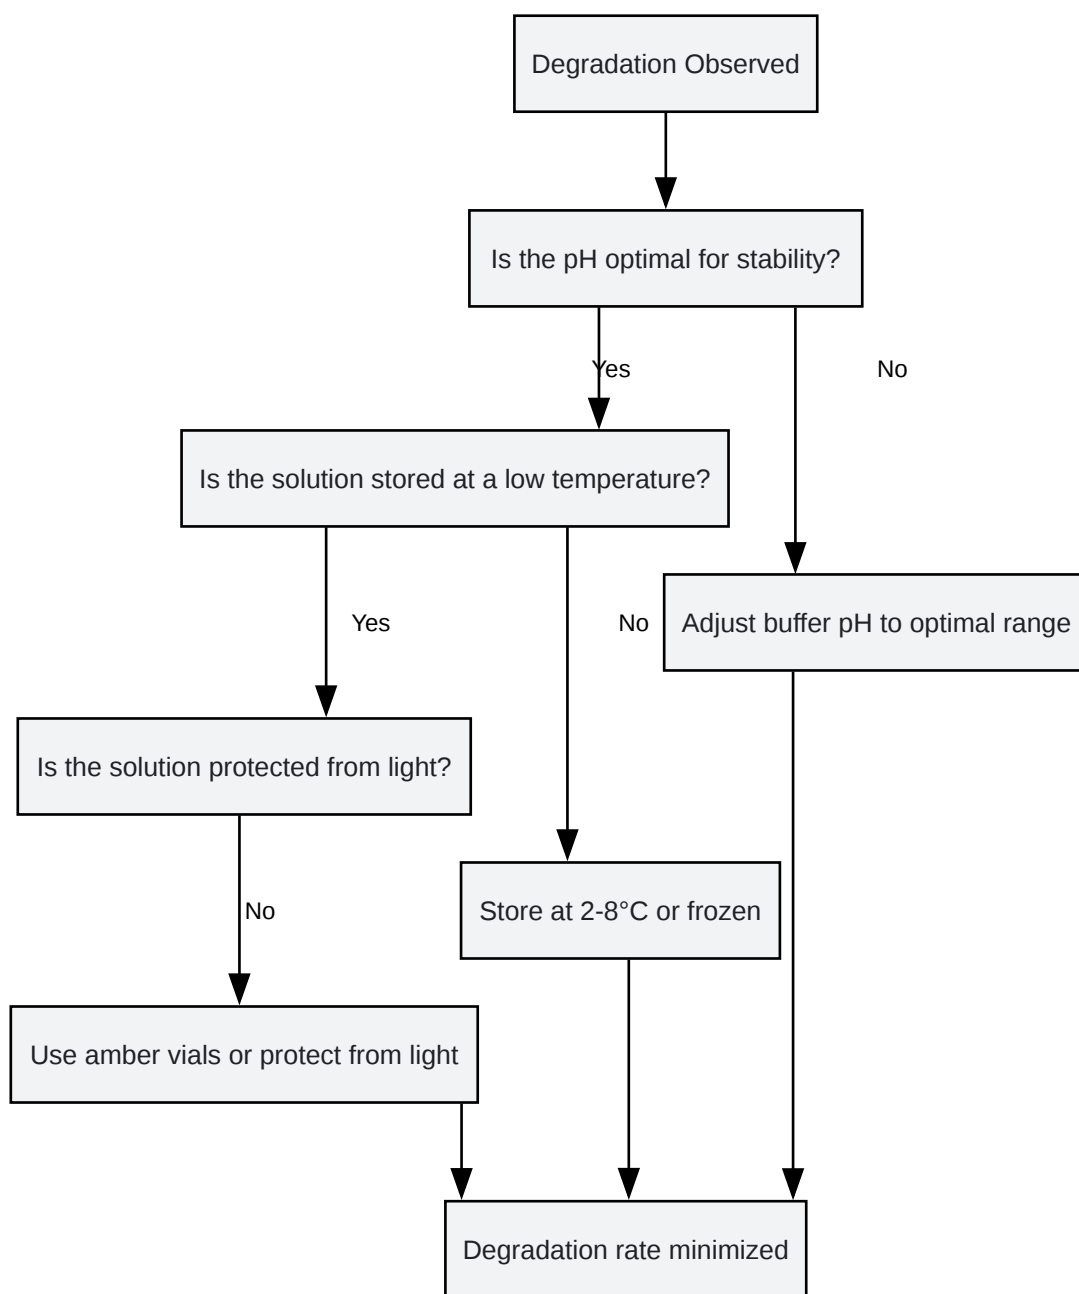 Degradation Observed
Is the pH optimal for stability?
Yes
No
Is the solution stored at a low temperature?
Yes
No
Adjust buffer pH to optimal range
Is the solution protected from light?
No
Store at 2-8°C or frozen
Use amber vials or protect from light
Degradation rate minimized